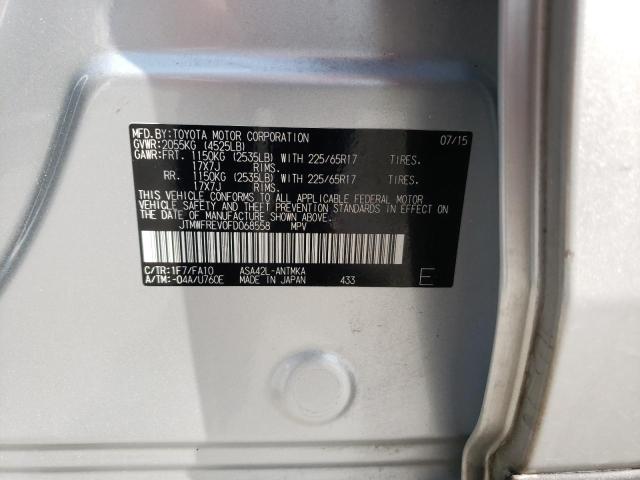 MFD.BY:TOYOTA MOTOR CORPORATION 07/15
GVWR:2055KG (4525LB)
GAWR:FRT. 1150KG (2535LB) WITH 225/65R17 TIRES.
17X7J RIMS.
RR. 1150KG (2535LB) WITH 225/65R17 TIRES.
17X7J RIMS.
THIS VEHICLE CONFORMS TO ALL APPLICABLE FEDERAL MOTOR
VEHICLE SAFETY AND THEFT PREVENTION STANDARDS IN EFFECT
ON THE DATE OF MANUFACTURE SHOWN ABOVE.
JTMWFREV0FD068558 MPV
C/TR:1F7/FA10 ASA42L-ANTMKA
A/TM:-04A/U760E MADE IN JAPAN 433 E